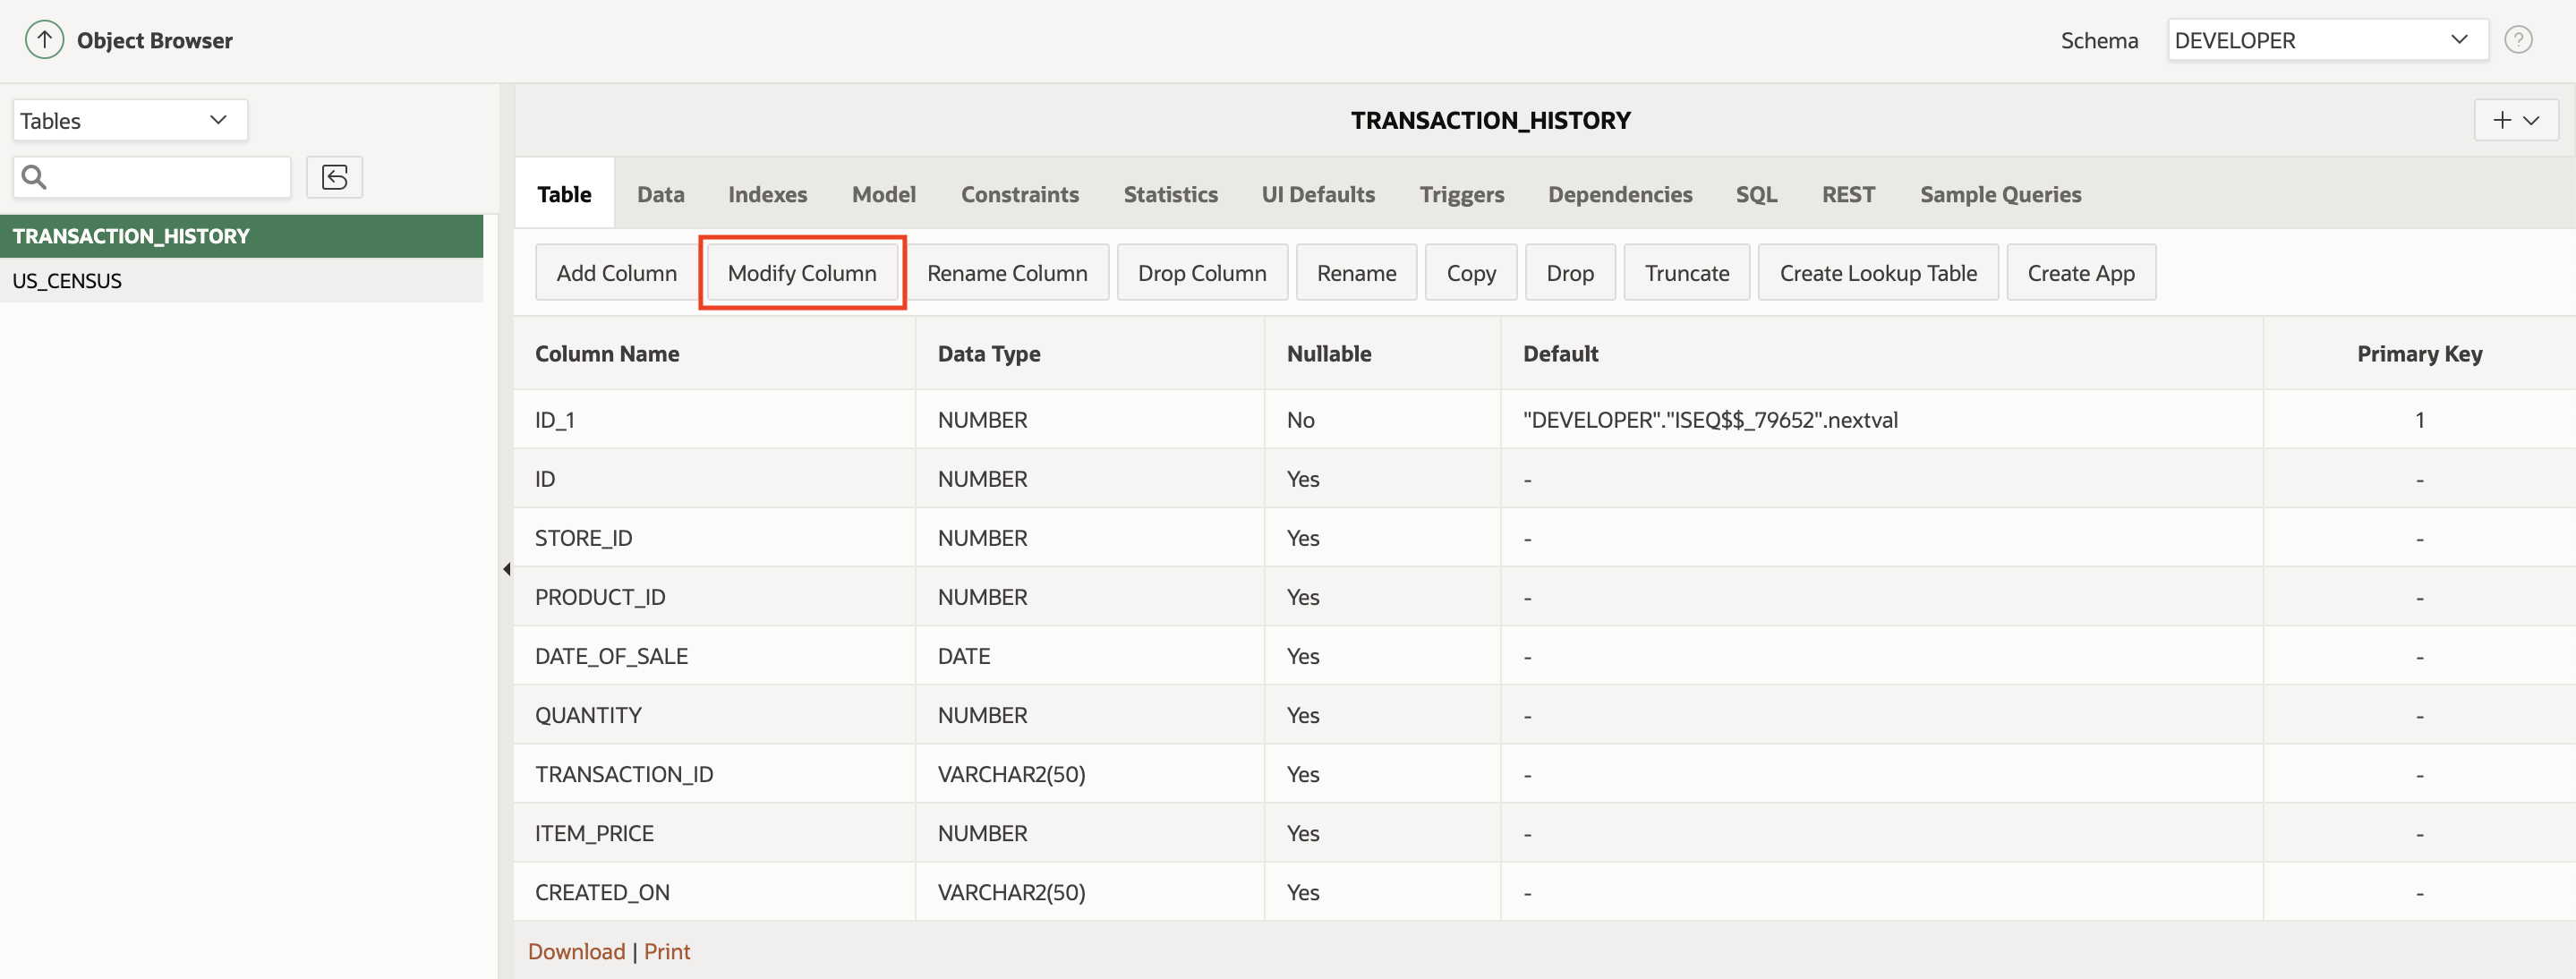 Object Browser
Schema DEVELOPER ?
Tables
TRANSACTION_HISTORY
US_CENSUS
TRANSACTION_HISTORY
Table Data Indexes Model Constraints Statistics UI Defaults Triggers Dependencies SQL REST Sample Queries
Add Column Modify Column Rename Column Drop Column Rename Copy Drop Truncate Create Lookup Table Create App
Column Name Data Type Nullable Default Primary Key
ID_1 NUMBER No "DEVELOPER"."ISEQ$$_79652".nextval 1
ID NUMBER Yes - -
STORE_ID NUMBER Yes - -
PRODUCT_ID NUMBER Yes - -
DATE_OF_SALE DATE Yes - -
QUANTITY NUMBER Yes - -
TRANSACTION_ID VARCHAR2(50) Yes - -
ITEM_PRICE NUMBER Yes - -
CREATED_ON VARCHAR2(50) Yes - -
Download | Print